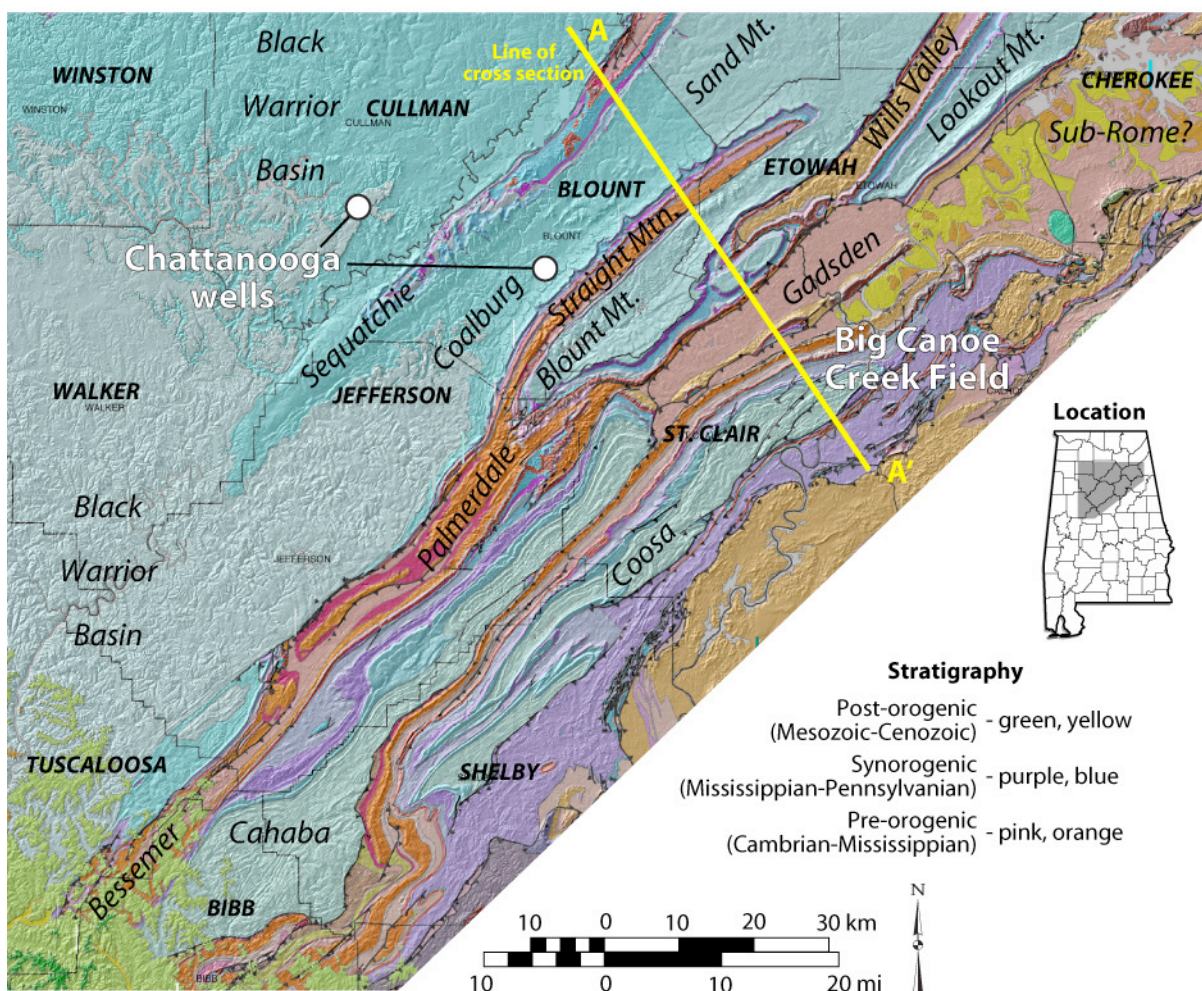 Black
Warrior
Basin
WINSTON
WINSTON
CULLMAN
CULLMAN
A
Line of
cross section
Sand Mt.
Wills Valley
Lookout Mt.
CHEROKEE
Sub-Rome?
ETOWAH
ETOWAH
BLOUNT
BLOUNT
Chattanooga
wells
Sequatchie
Coalburg
Straight Mtn.
Blount Mt.
Gadsden
Big Canoe
Creek Field
WALKER
WALKER
JEFFERSON
JEFFERSON
ST. CLAIR
A'
Palmerdale
Coosa
Black
Warrior
Basin
TUSCALOOSA
Bessemer
Cahaba
SHELBY
BIBB
BIBB
Location
Stratigraphy
Post-orogenic
(Mesozoic-Cenozoic) - green, yellow
Synorogenic
(Mississippian-Pennsylvanian) - purple, blue
Pre-orogenic
(Cambrian-Mississippian) - pink, orange
N
10 0 10 20 30 km
10 0 10 20 mi